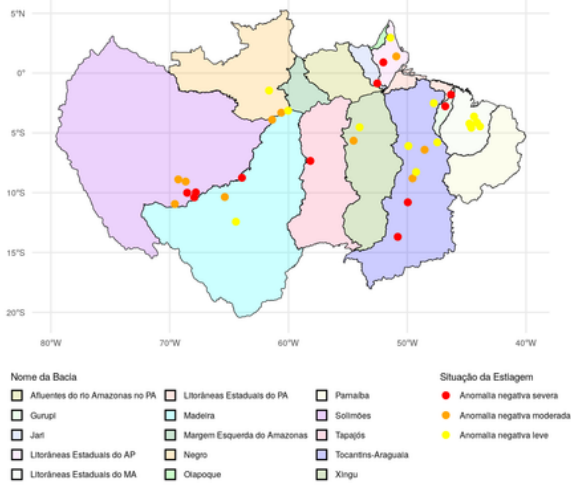 5°N
0°
5°S
10°S
15°S
20°S
80°W 70°W 60°W 50°W 40°W
Nome da Bacia
Afluentes do rio Amazonas no PA
Gurupi
Jari
Litorâneas Estaduais do AP
Litorâneas Estaduais do MA
Litorâneas Estaduais do PA
Madeira
Margem Esquerda do Amazonas
Negro
Oiapoque
Parnaíba
Solimões
Tapajós
Tocantins-Araguaia
Xingu
Situação da Estiagem
Anomalia negativa severa
Anomalia negativa moderada
Anomalia negativa leve